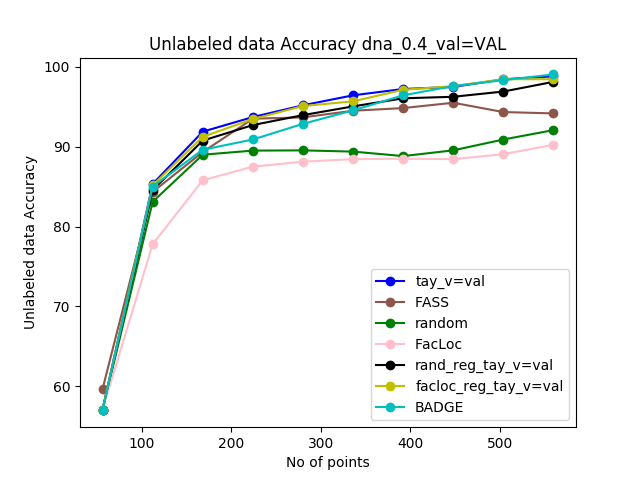 Unlabeled data Accuracy dna_0.4_val=VAL
Unlabeled data Accuracy
100
90
80
70
60
tay_v=val
FASS
random
FacLoc
rand_reg_tay_v=val
facloc_reg_tay_v=val
BADGE
100
200
300
400
500
No of points